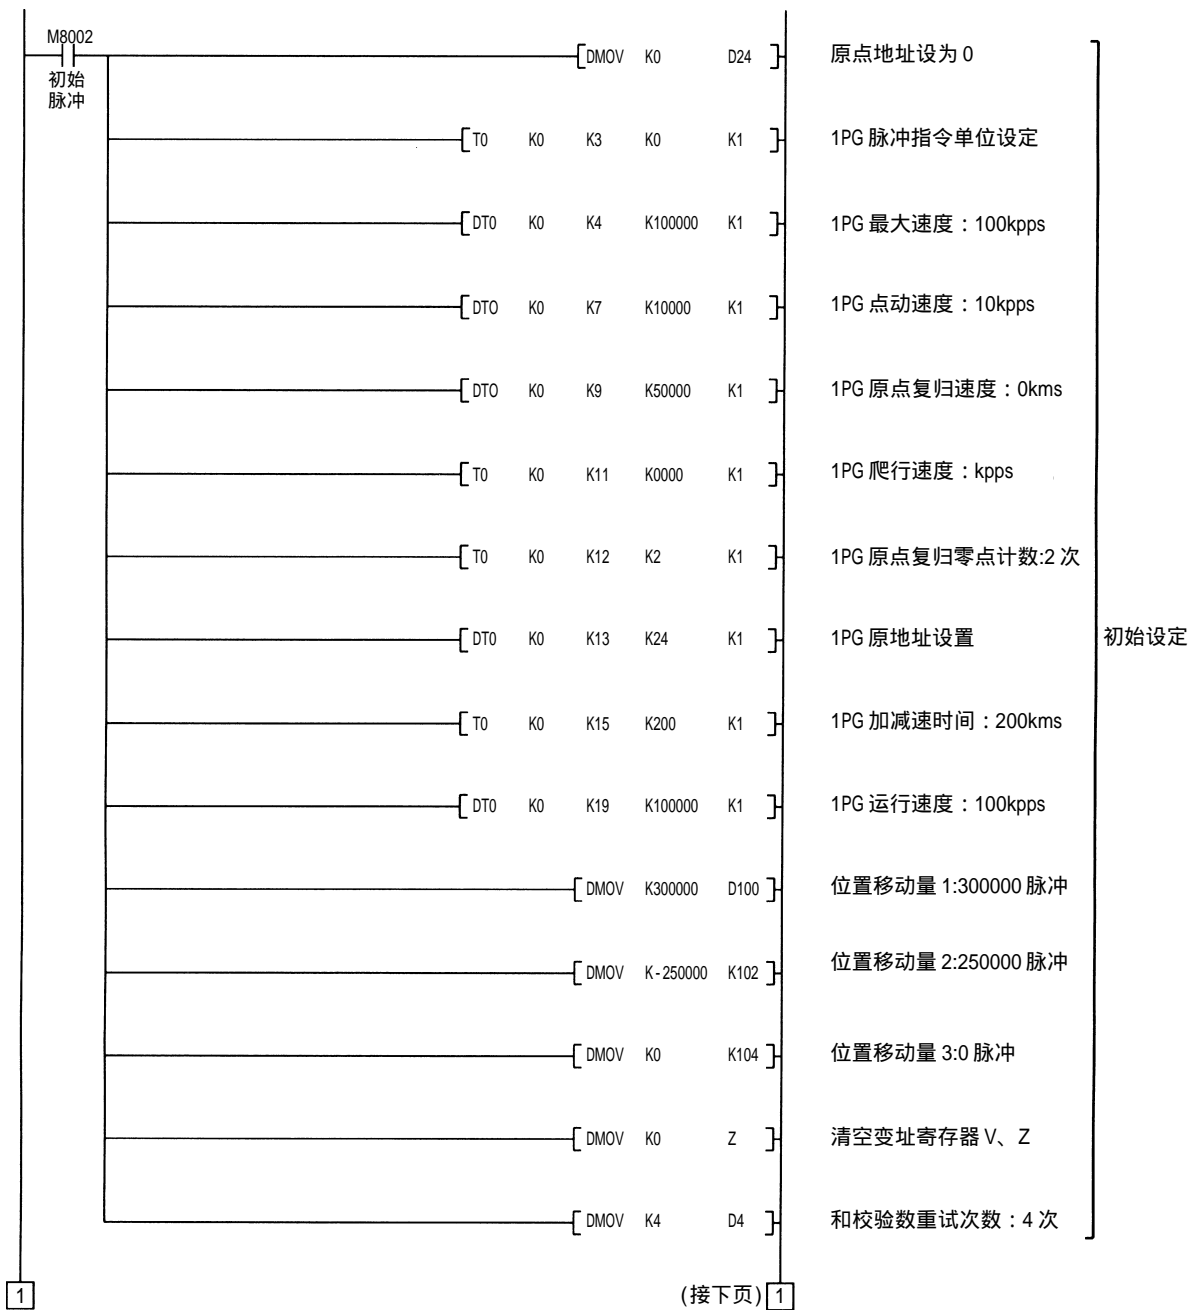 M8002
初始
脉冲
DMOV K0 D24 原点地址设为 0
T0 K0 K3 K0 K1 1PG 脉冲指令单位设定
DT0 K0 K4 K100000 K1 1PG 最大速度：100kpps
DTO K0 K7 K10000 K1 1PG 点动速度：10kpps
DTO K0 K9 K50000 K1 1PG 原点复归速度：0kms
T0 K0 K11 K0000 K1 1PG 爬行速度：kpps
T0 K0 K12 K2 K1 1PG 原点复归零点计数:2 次
DT0 K0 K13 K24 K1 1PG 原地址设置
初始设定
T0 K0 K15 K200 K1 1PG 加减速时间：200kms
DT0 K0 K19 K100000 K1 1PG 运行速度：100kpps
DMOV K300000 D100 位置移动量 1:300000 脉冲
DMOV K-250000 K102 位置移动量 2:250000 脉冲
DMOV K0 K104 位置移动量 3:0 脉冲
DMOV K0 Z 清空变址寄存器 V、Z
DMOV K4 D4 和校验数重试次数：4 次
1 (接下页) 1